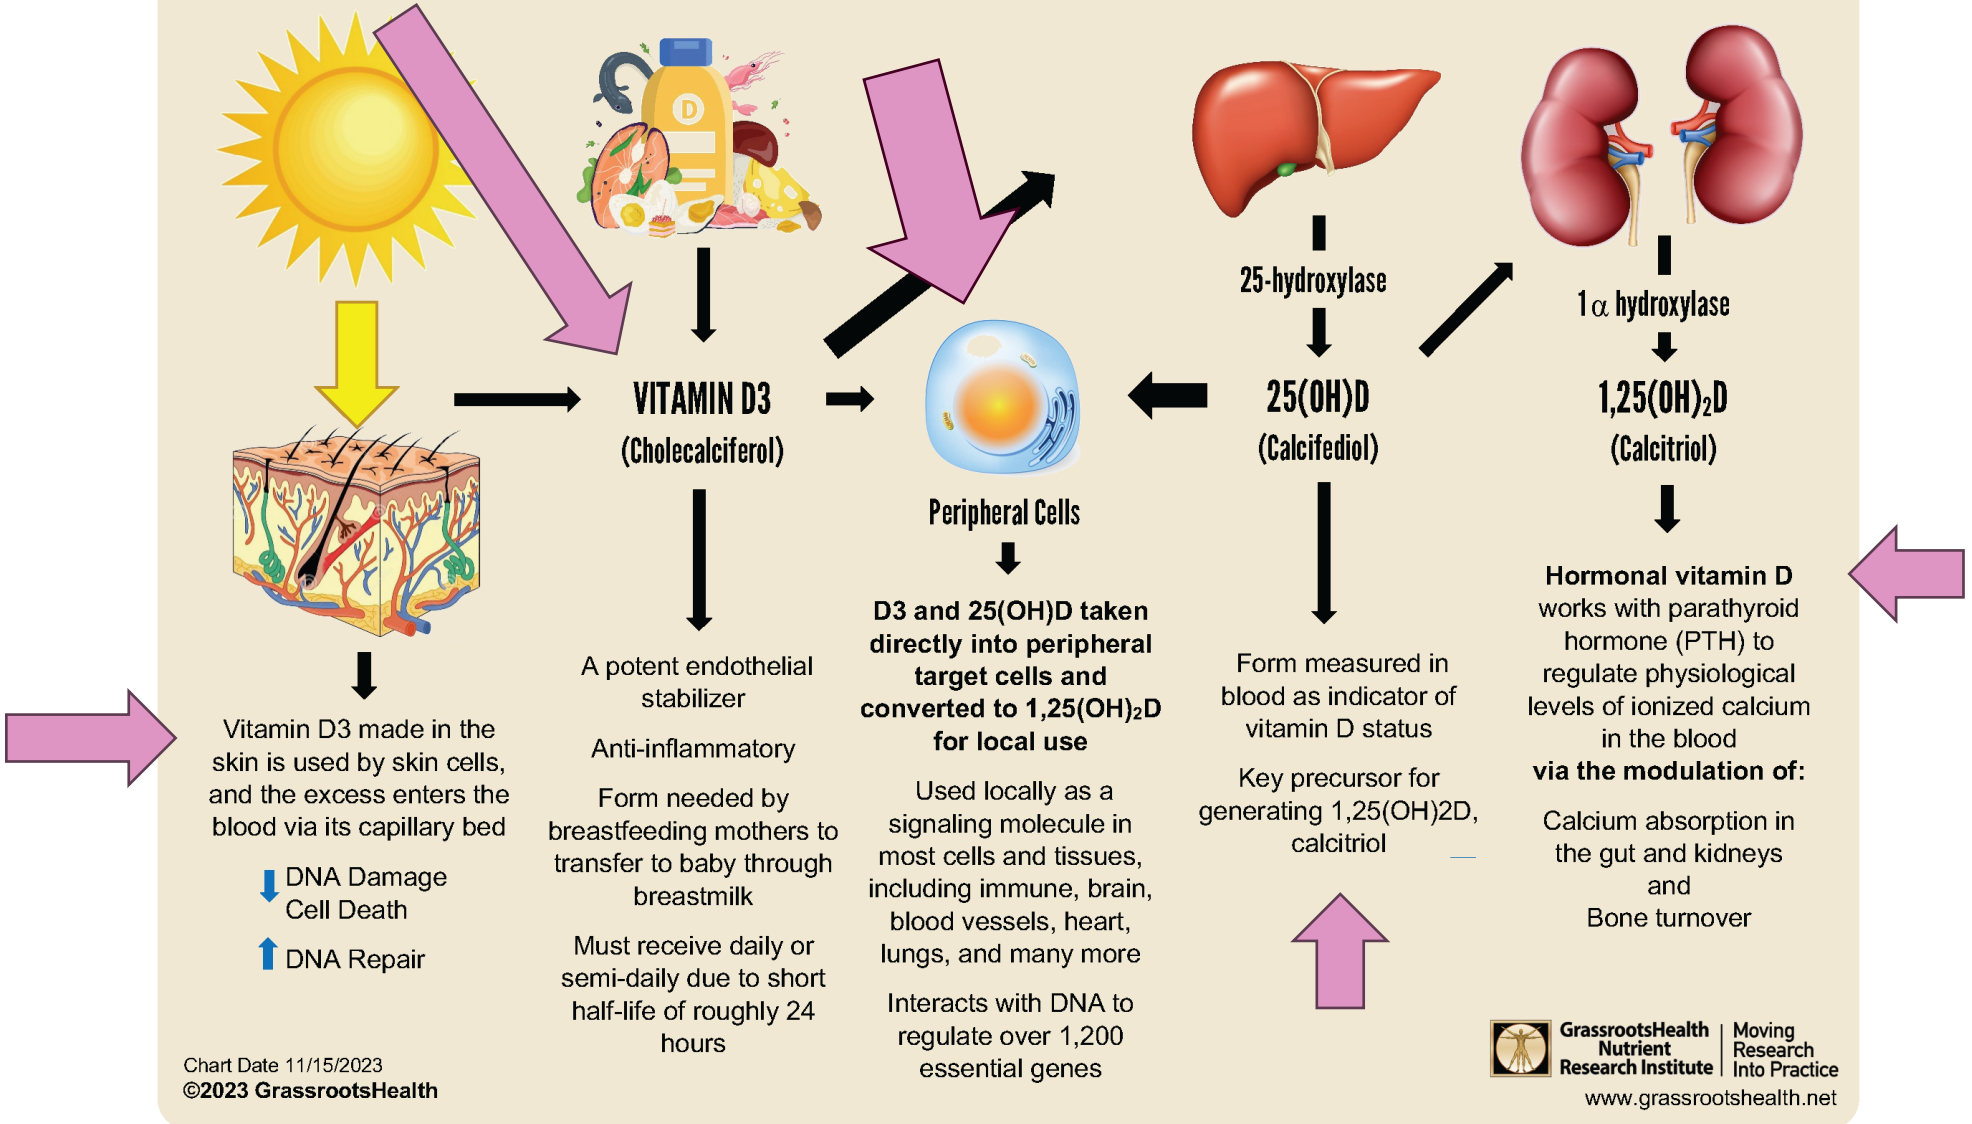 D
25-hydroxylase
1α hydroxylase
VITAMIN D3
(Cholecalciferol)
25(OH)D
(Calcifediol)
1,25(OH)₂D
(Calcitriol)
Peripheral Cells
Vitamin D3 made in the
skin is used by skin cells,
and the excess enters the
blood via its capillary bed
DNA Damage
Cell Death
DNA Repair
A potent endothelial
stabilizer
Anti-inflammatory
Form needed by
breastfeeding mothers to
transfer to baby through
breastmilk
Must receive daily or
semi-daily due to short
half-life of roughly 24
hours
D3 and 25(OH)D taken
directly into peripheral
target cells and
converted to 1,25(OH)₂D
for local use
Used locally as a
signaling molecule in
most cells and tissues,
including immune, brain,
blood vessels, heart,
lungs, and many more
Interacts with DNA to
regulate over 1,200
essential genes
Form measured in
blood as indicator of
vitamin D status
Key precursor for
generating 1,25(OH)2D,
calcitriol
Hormonal vitamin D
works with parathyroid
hormone (PTH) to
regulate physiological
levels of ionized calcium
in the blood
via the modulation of:
Calcium absorption in
the gut and kidneys
and
Bone turnover
Chart Date 11/15/2023
©2023 GrassrootsHealth
GrassrootsHealth
Nutrient
Research Institute
Moving
Research
Into Practice
www.grassrootshealth.net